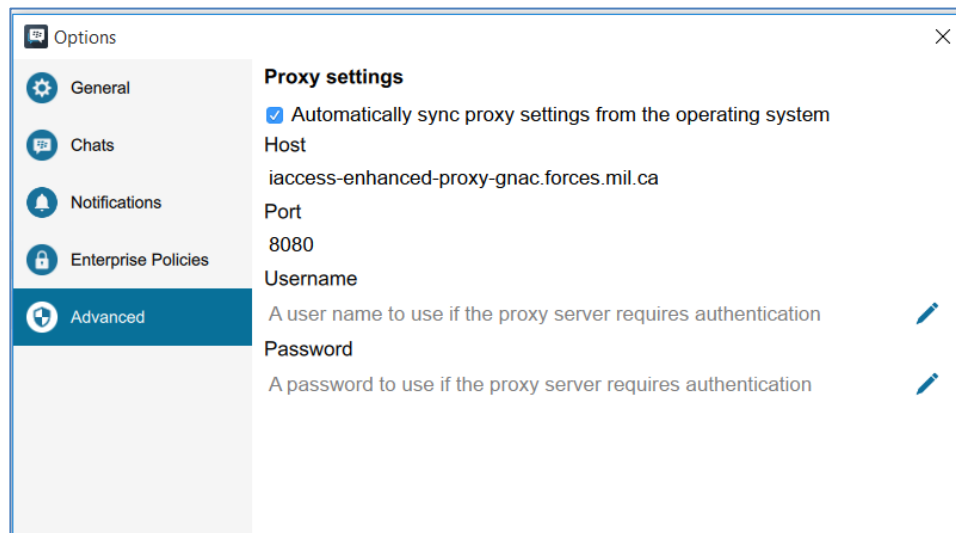 Options
General
Chats
Notifications
Enterprise Policies
Advanced
Proxy settings
Automatically sync proxy settings from the operating system
Host
iaccess-enhanced-proxy-gnac.forces.mil.ca
Port
8080
Username
A user name to use if the proxy server requires authentication
Password
A password to use if the proxy server requires authentication